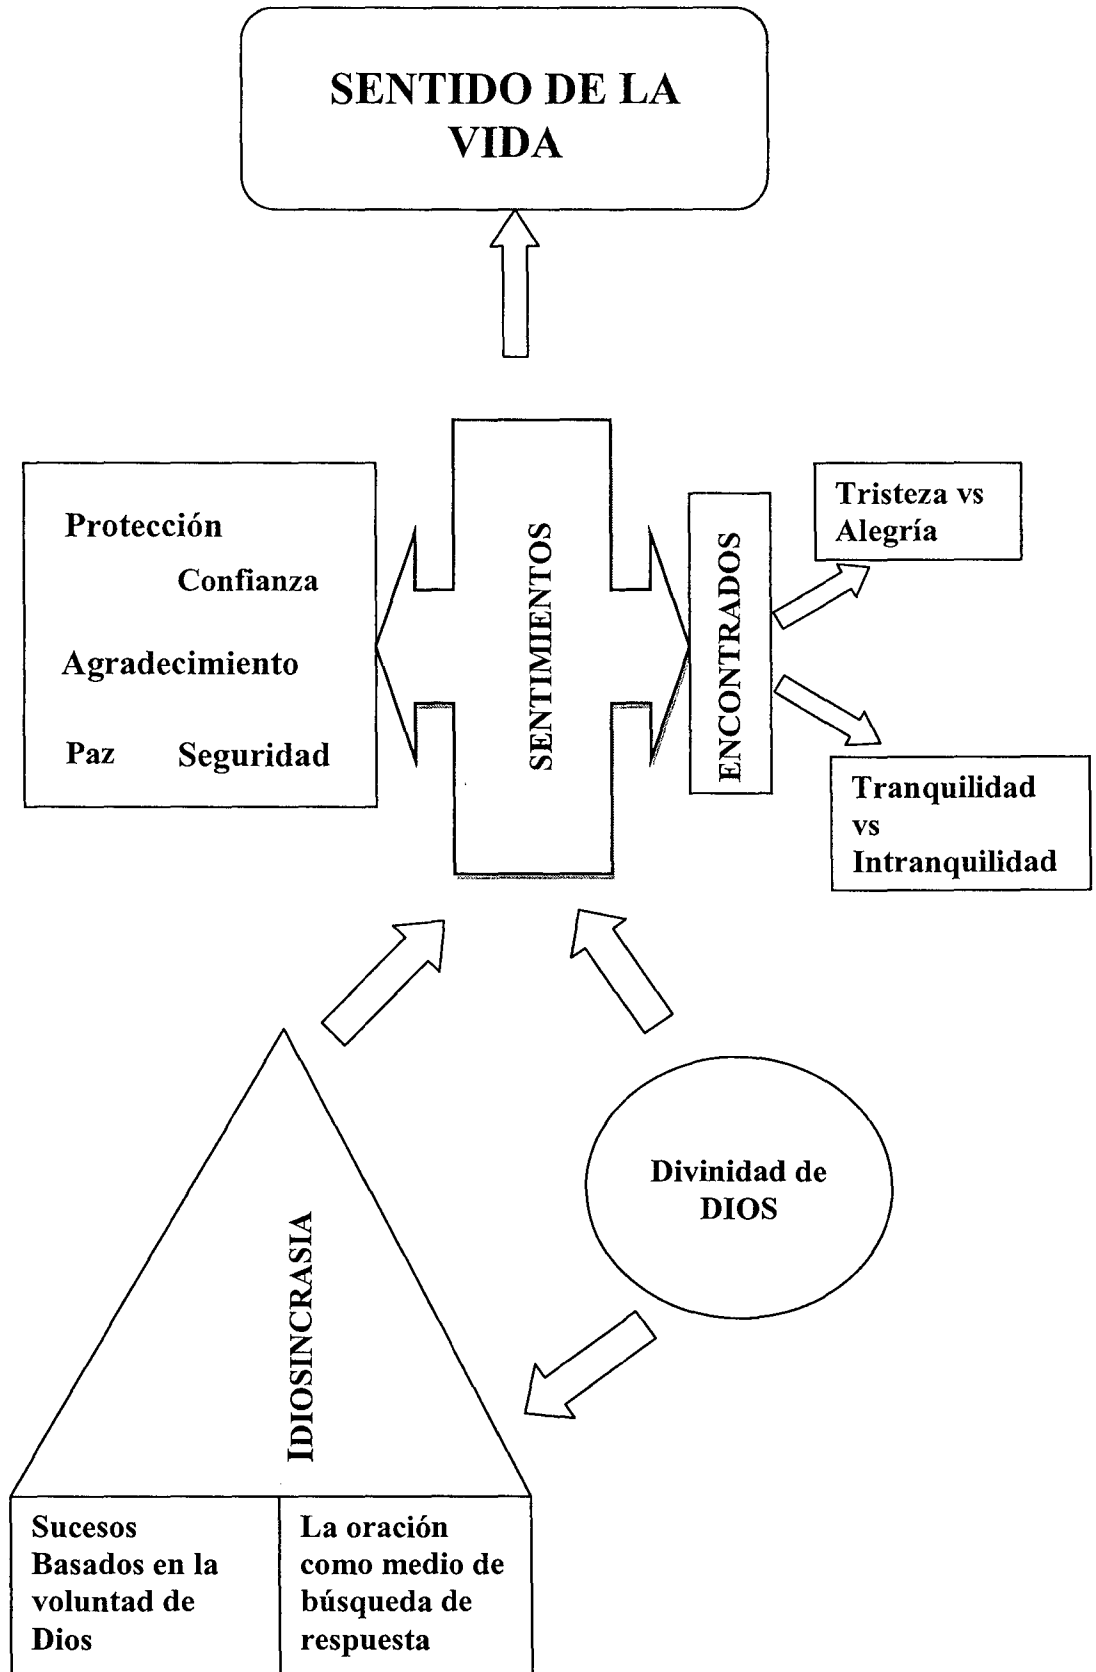 SENTIDO DE LA
VIDA
Protección
Confianza
Agradecimiento
Paz Seguridad
SENTIMIENTOS
ENCONTRADOS
Tristeza vs
Alegría
Tranquilidad
vs
Intranquilidad
Divinidad de
DIOS
IDIOSINCRASIA
Sucesos
Basados en la
voluntad de
Dios
La oración
como medio de
búsqueda de
respuesta